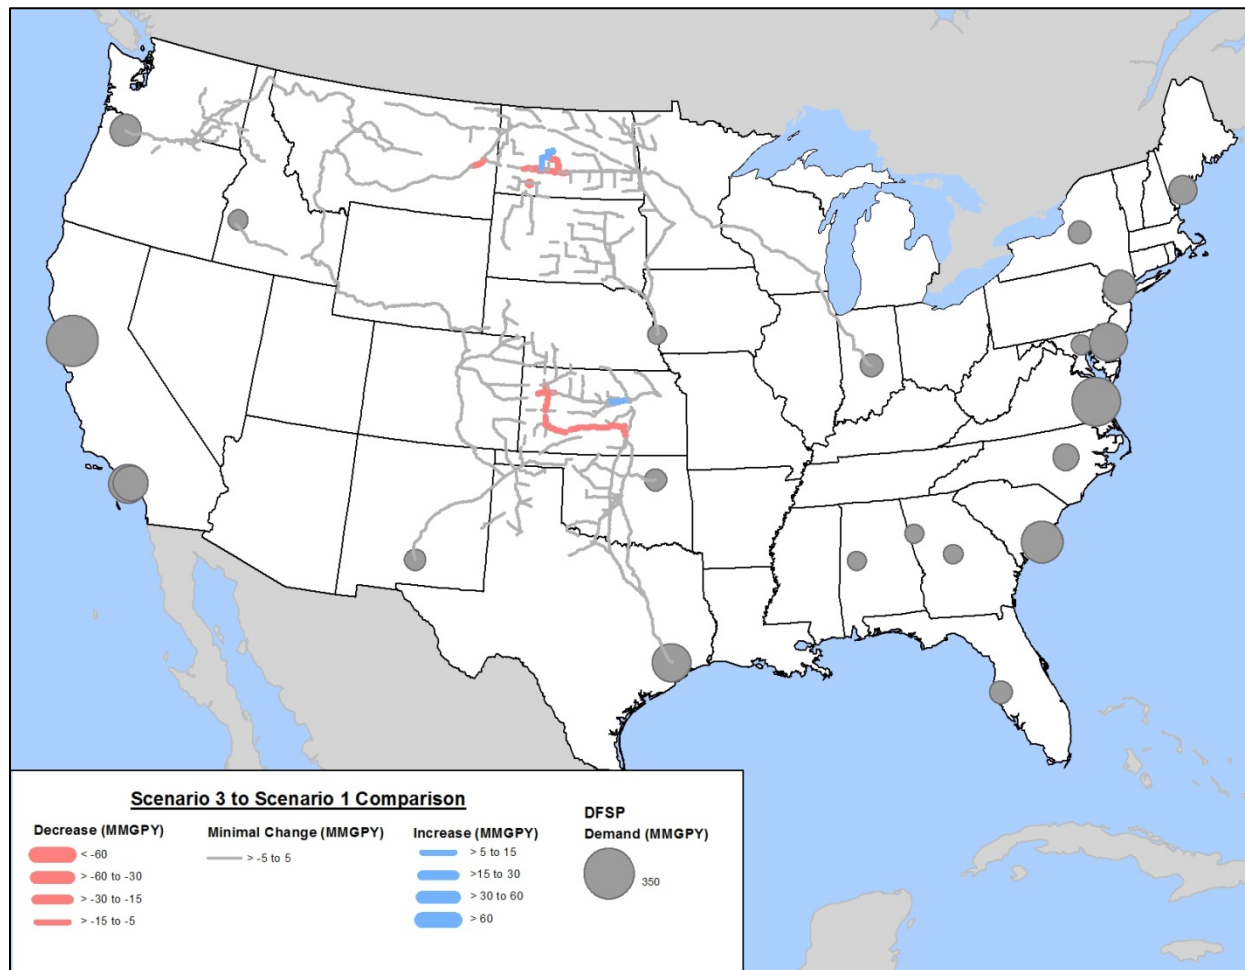 Scenario 3 to Scenario 1 Comparison
Decrease (MMGPY)
< -60
> -60 to -30
> -30 to -15
> -15 to -5
Minimal Change (MMGPY)
> -5 to 5
Increase (MMGPY)
> 5 to 15
>15 to 30
> 30 to 60
> 60
DFSP
Demand (MMGPY)
350